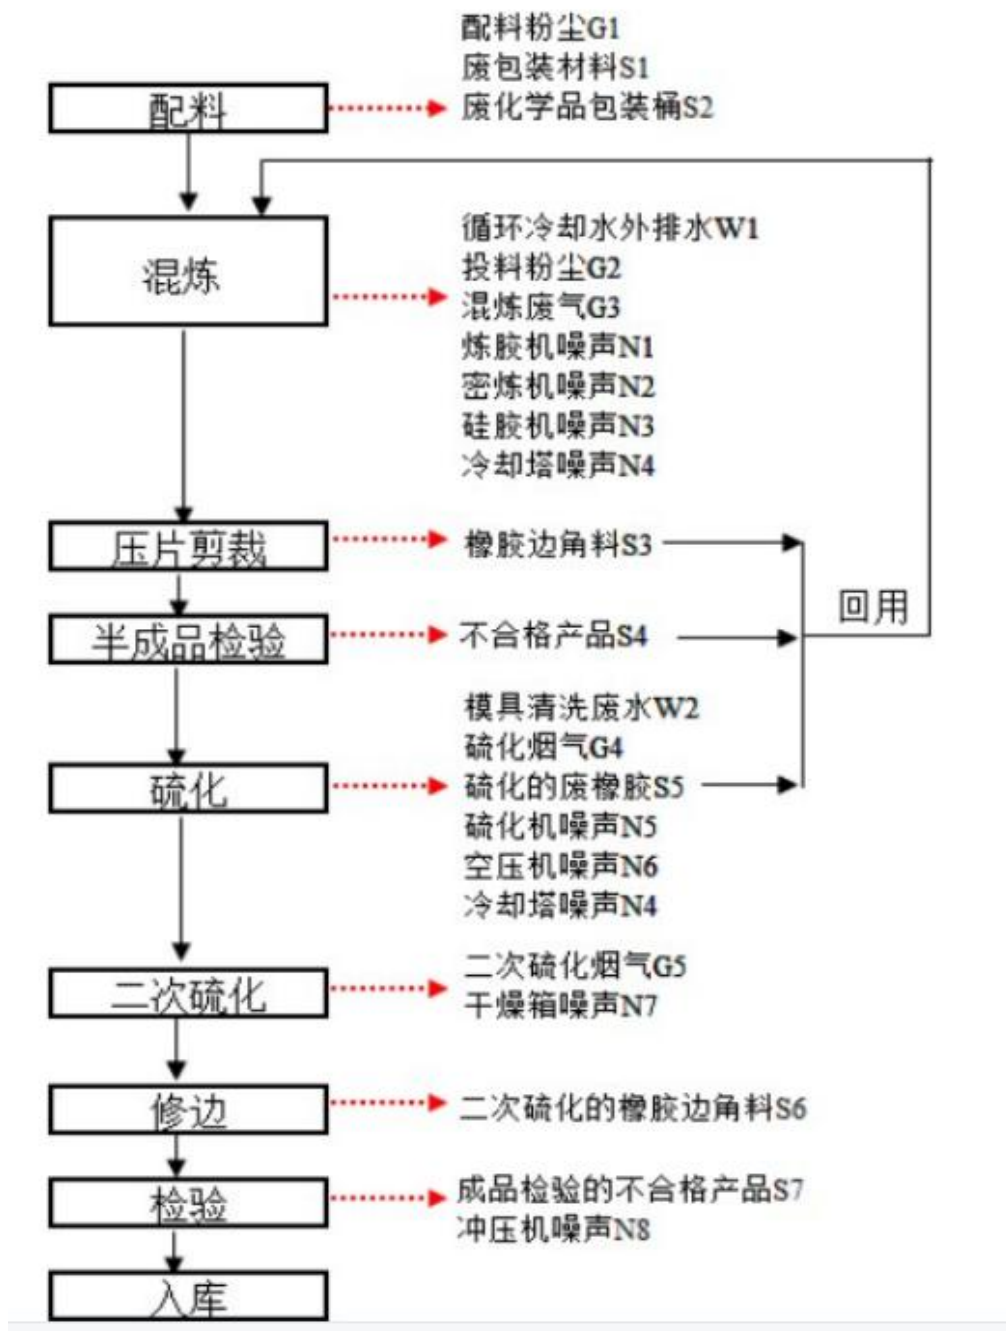 配料粉尘G1
废包装材料S1
配料
废化学品包装桶S2
循环冷却水外排水W1
投料粉尘G2
混炼
混炼废气G3
炼胶机噪声N1
密炼机噪声N2
硅胶机噪声N3
冷却塔噪声N4
压片剪裁
橡胶边角料S3
回用
半成品检验
不合格产品S4
模具清洗废水W2
硫化烟气G4
硫化
硫化的废橡胶S5
硫化机噪声N5
空压机噪声N6
冷却塔噪声N4
二次硫化烟气G5
二次硫化
干燥箱噪声N7
修边
二次硫化的橡胶边角料S6
检验
成品检验的不合格产品S7
冲压机噪声N8
入库